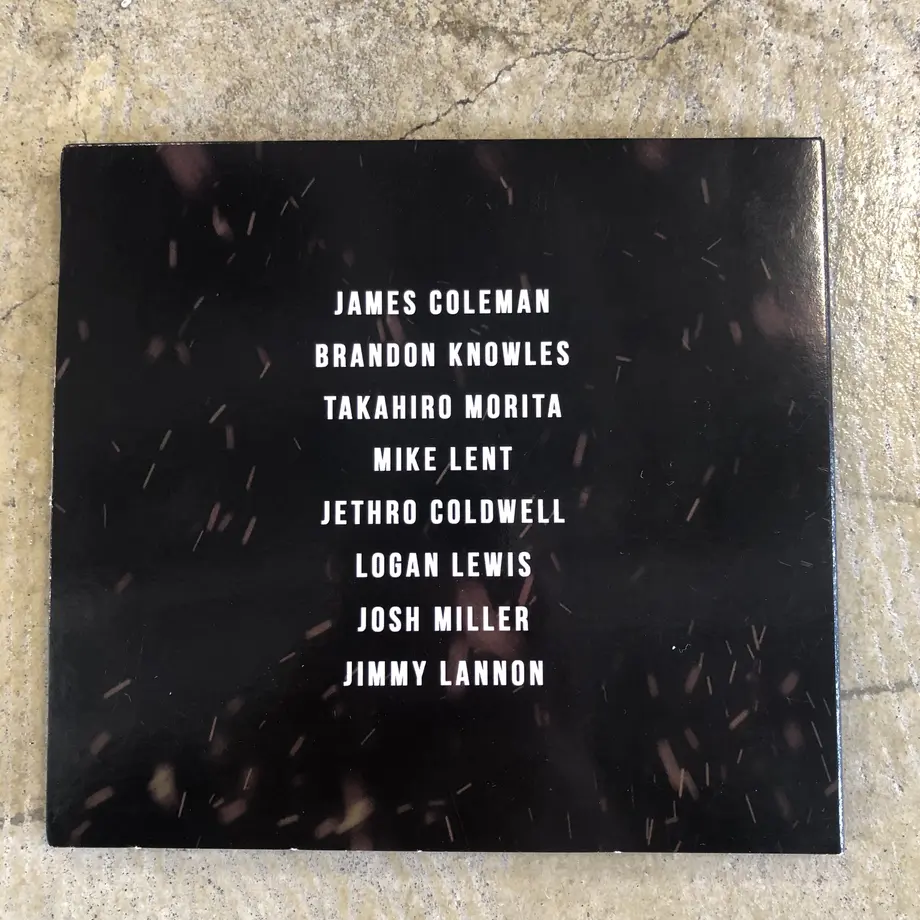 JAMES COLEMAN
BRANDON KNOWLES
TAKAHIRO MORITA
MIKE LENT
JETHRO COLDWELL
LOGAN LEWIS
JOSH MILLER
JIMMY LANNON